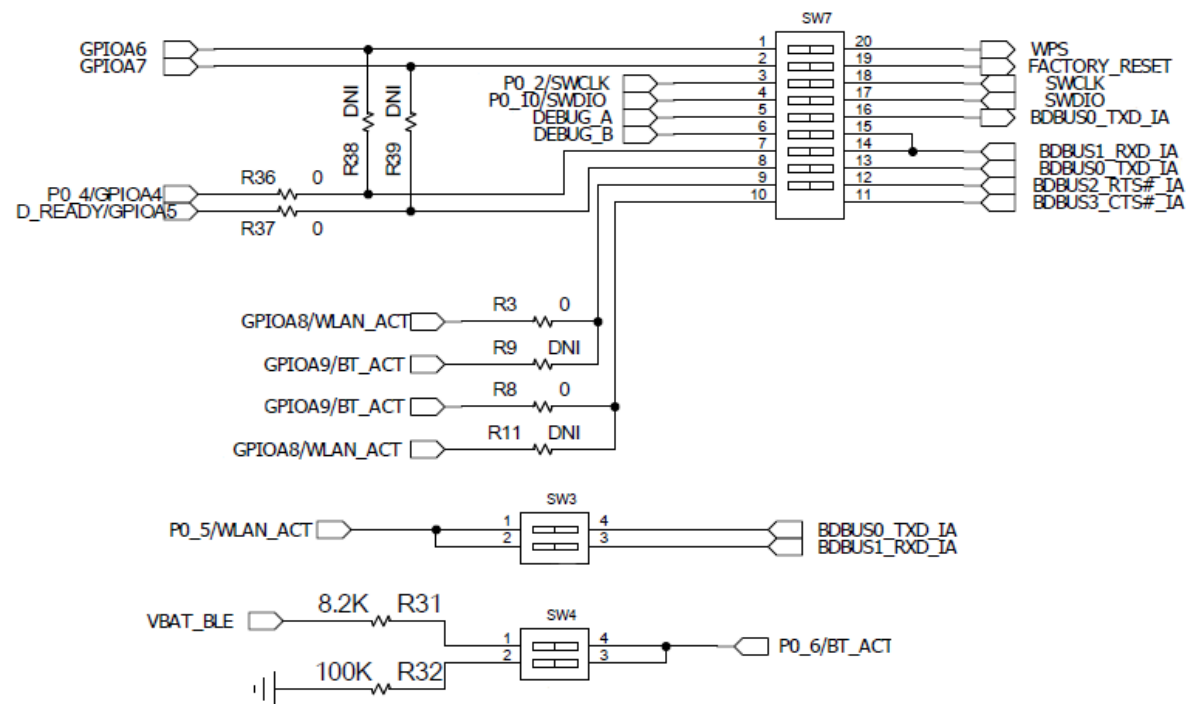 SW7
GPIOA6 1 20 WPS
GPIOA7 2 19 FACTORY_RESET
P0_2/SWCLK 3 18 SWCLK
P0_10/SWDIO 4 17 SWDIO
DEBUG_A 5 16 BDBUS0_TXD_IA
DEBUG_B 6 15
7 14 BDBUS1_RXD_IA
8 13 BDBUS0_TXD_IA
9 12 BDBUS2_RTS#_IA
10 11 BDBUS3_CTS#_IA
DNI DNI
R38 R39
R36 0
P0_4/GPIOA4
D_READY/GPIOA5
R37 0
R3 0
GPIOA8/WLAN_ACT
R9 DNI
GPIOA9/BT_ACT
R8 0
GPIOA9/BT_ACT
R11 DNI
GPIOA8/WLAN_ACT
SW3
P0_5/WLAN_ACT 1 4 BDBUS0_TXD_IA
2 3 BDBUS1_RXD_IA
8.2K R31
VBAT_BLE
SW4
1 4 P0_6/BT_ACT
2 3
100K R32